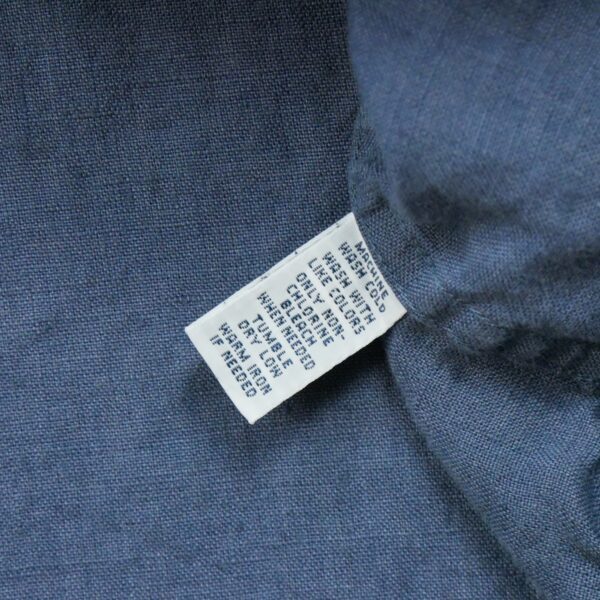 MACHINE
WASH COLD
WASH WITH
LIKE COLORS
ONLY NON-
CHLORINE
BLEACH
WHEN NEEDED
TUMBLE
DRY LOW
WARM IRON
IF NEEDED